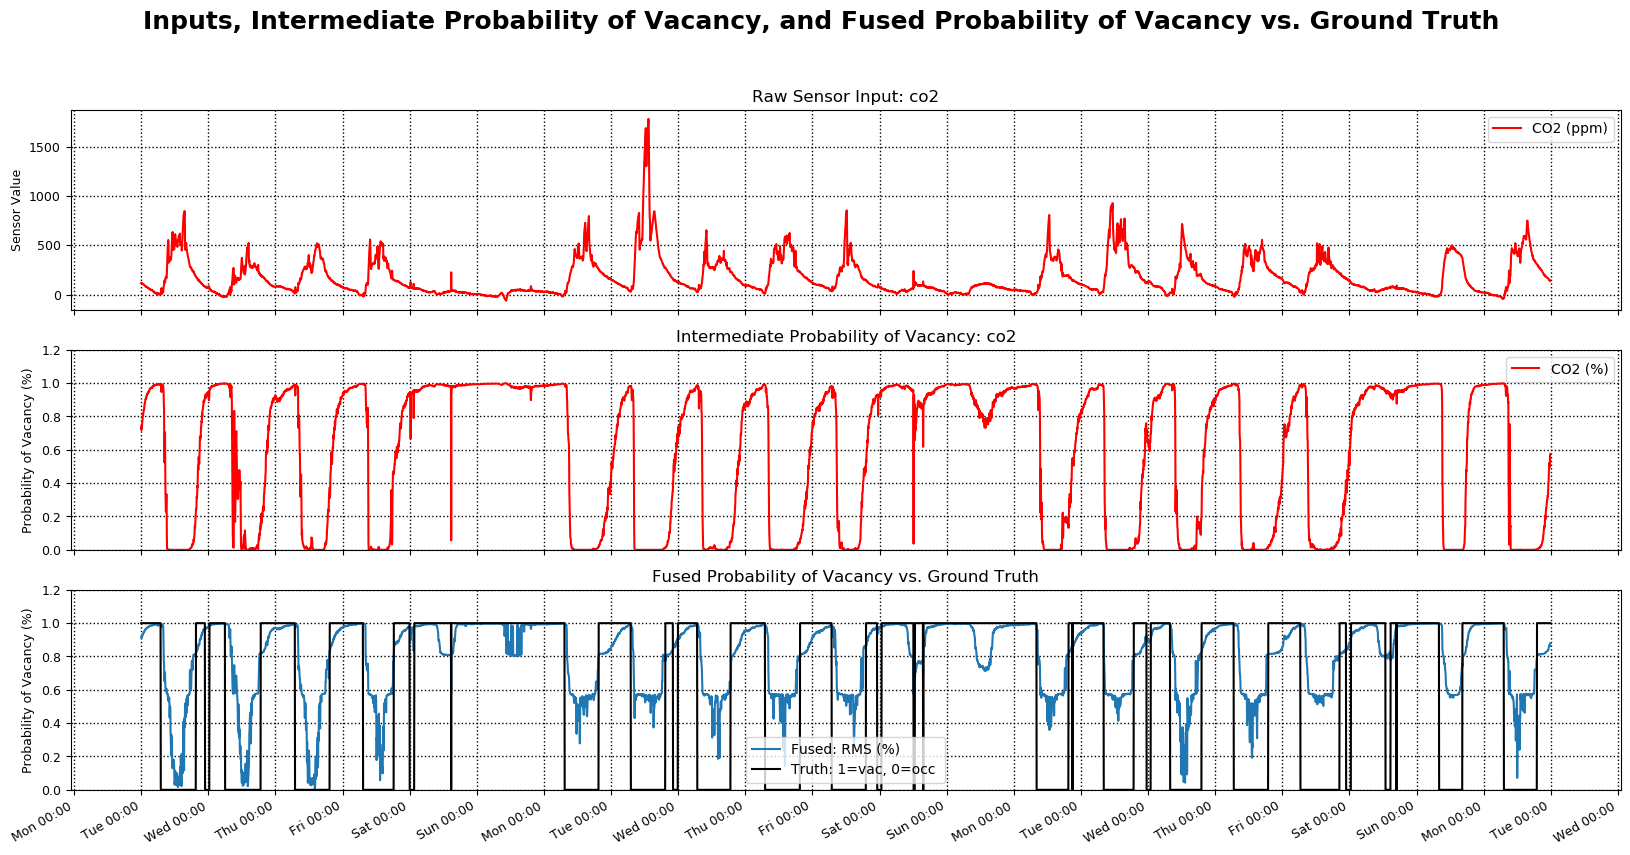 Inputs, Intermediate Probability of Vacancy, and Fused Probability of Vacancy vs. Ground Truth
Raw Sensor Input: co2
Sensor Value
1500
1000
500
0
CO2 (ppm)
Intermediate Probability of Vacancy: co2
Probability of Vacancy (%)
1.2
1.0
0.8
0.6
0.4
0.2
0.0
CO2 (%)
Fused Probability of Vacancy vs. Ground Truth
Probability of Vacancy (%)
1.2
1.0
0.8
0.6
0.4
0.2
0.0
Fused: RMS (%)
Truth: 1=vac, 0=occ
Mon 00:00
Tue 00:00
Wed 00:00
Thu 00:00
Fri 00:00
Sat 00:00
Sun 00:00
Mon 00:00
Tue 00:00
Wed 00:00
Thu 00:00
Fri 00:00
Sat 00:00
Sun 00:00
Mon 00:00
Tue 00:00
Wed 00:00
Thu 00:00
Fri 00:00
Sat 00:00
Sun 00:00
Mon 00:00
Tue 00:00
Wed 00:00